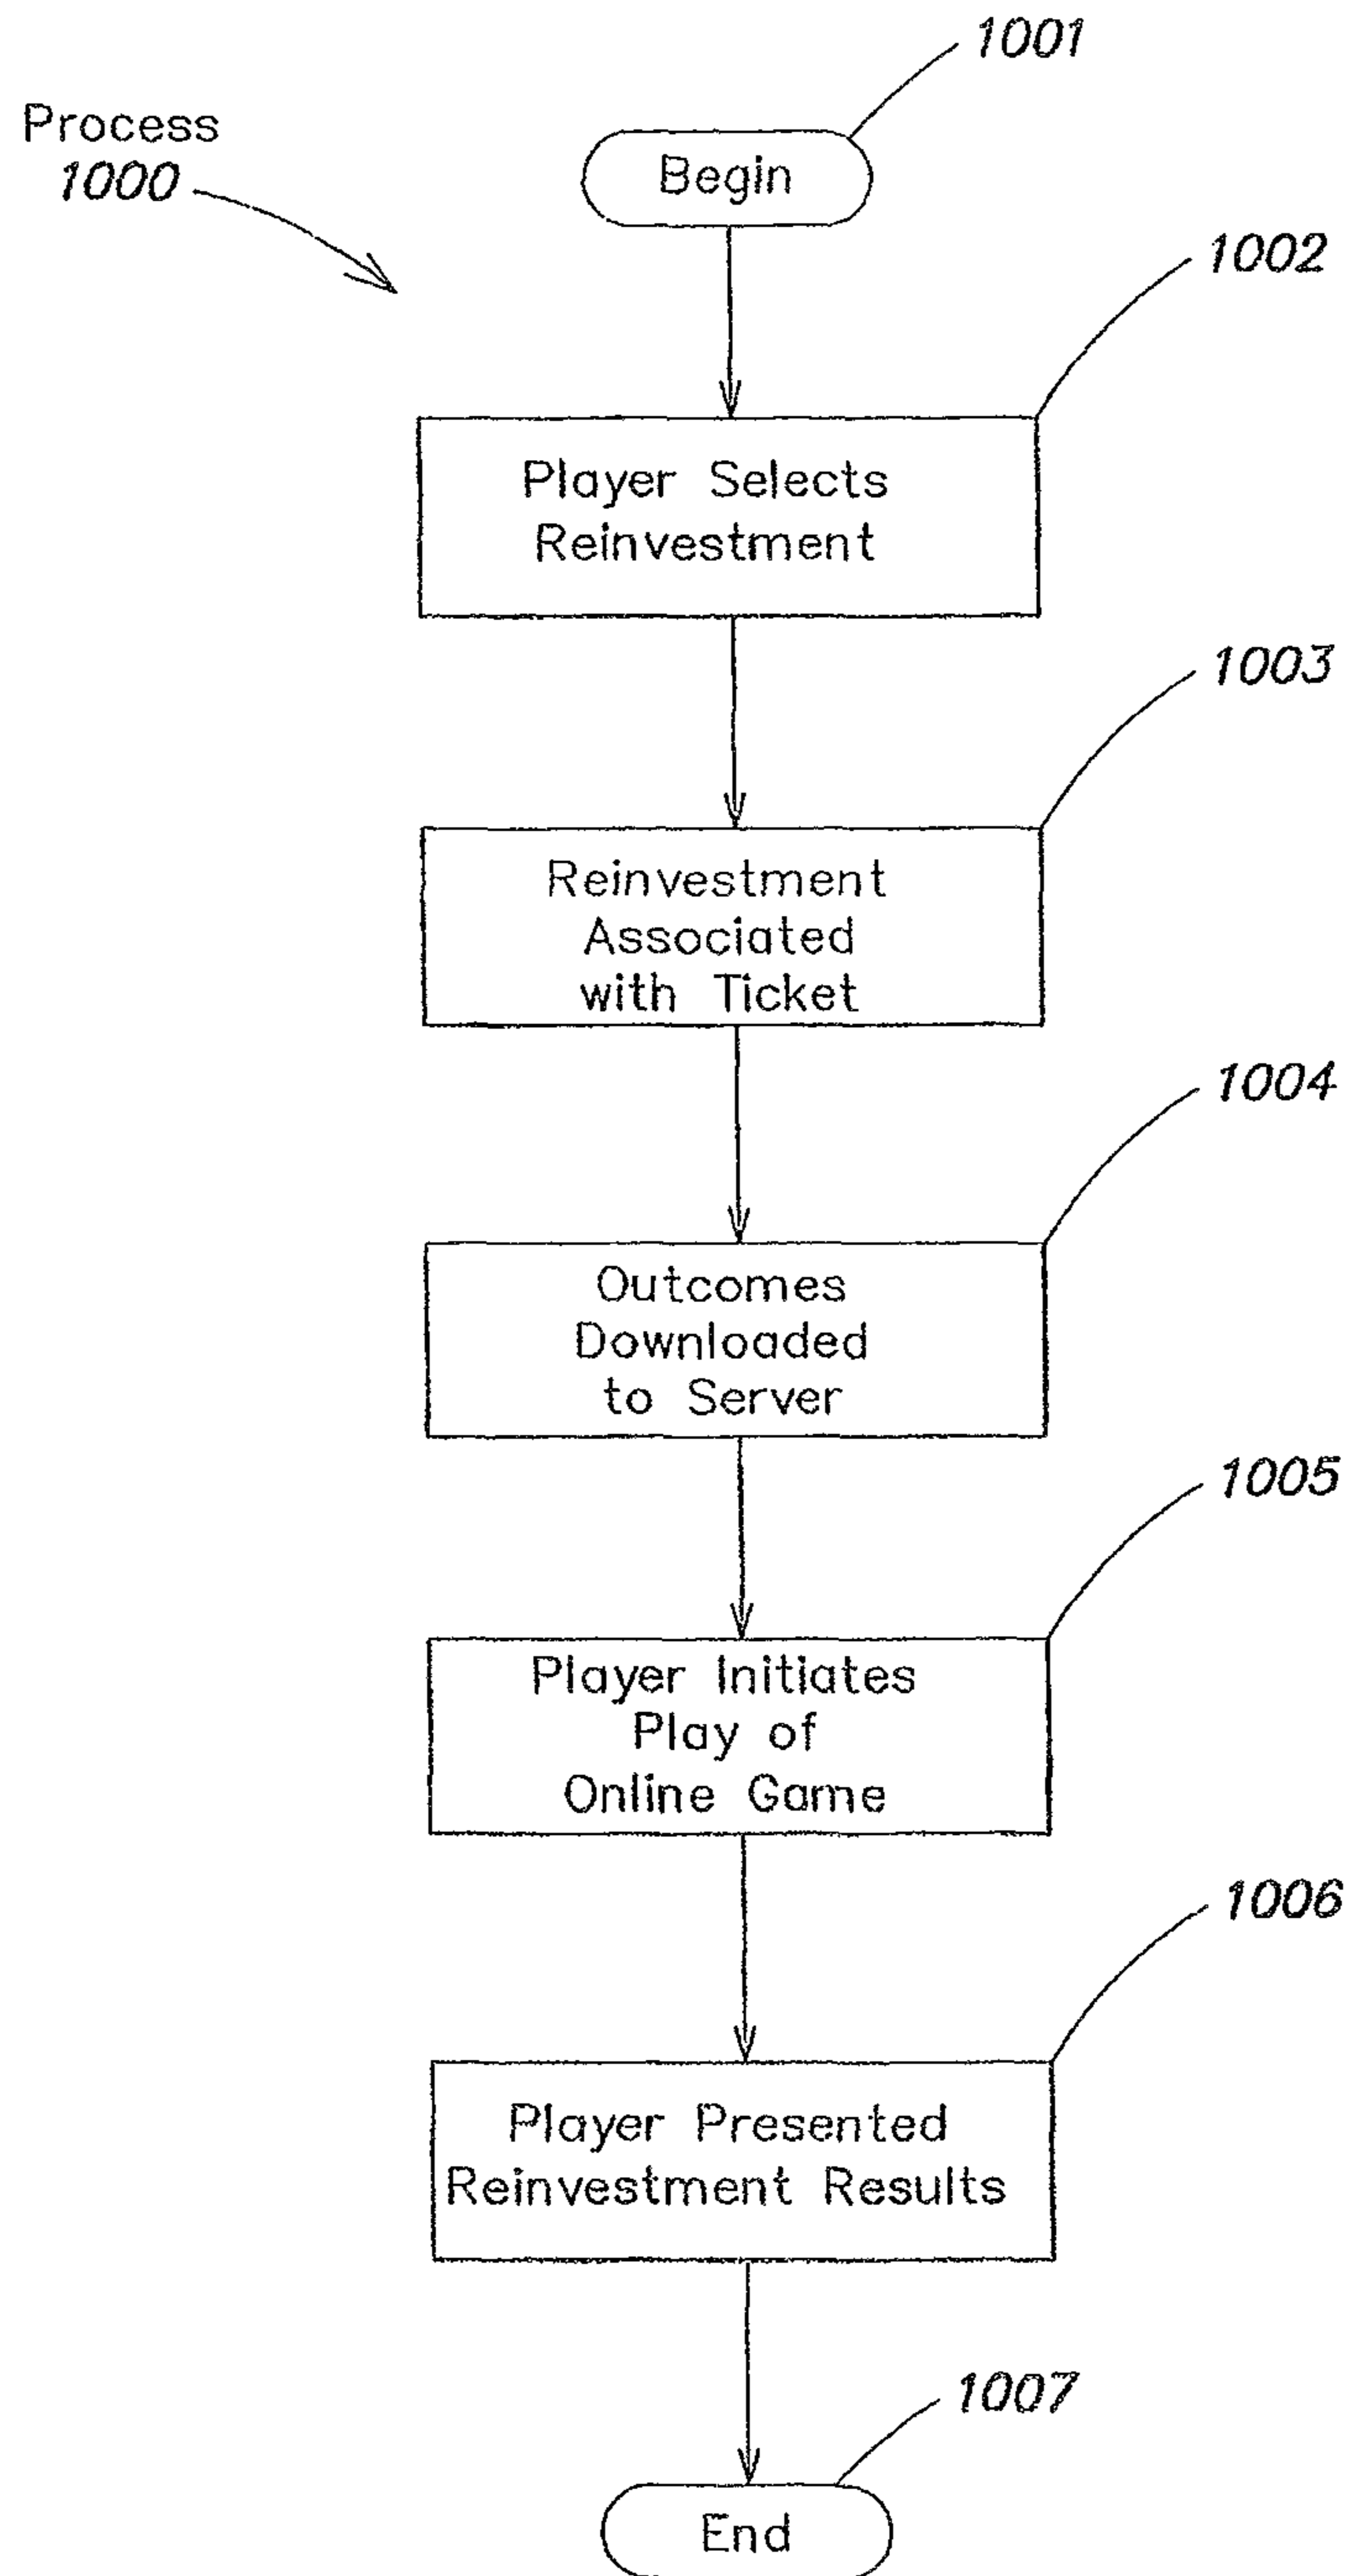 1001
Process
1000
Begin
1002
Player Selects
Reinvestment
1003
Reinvestment
Associated
with Ticket
1004
Outcomes
Downloaded
to Server
1005
Player Initiates
Play of
Online Game
1006
Player Presented
Reinvestment Results
1007
End